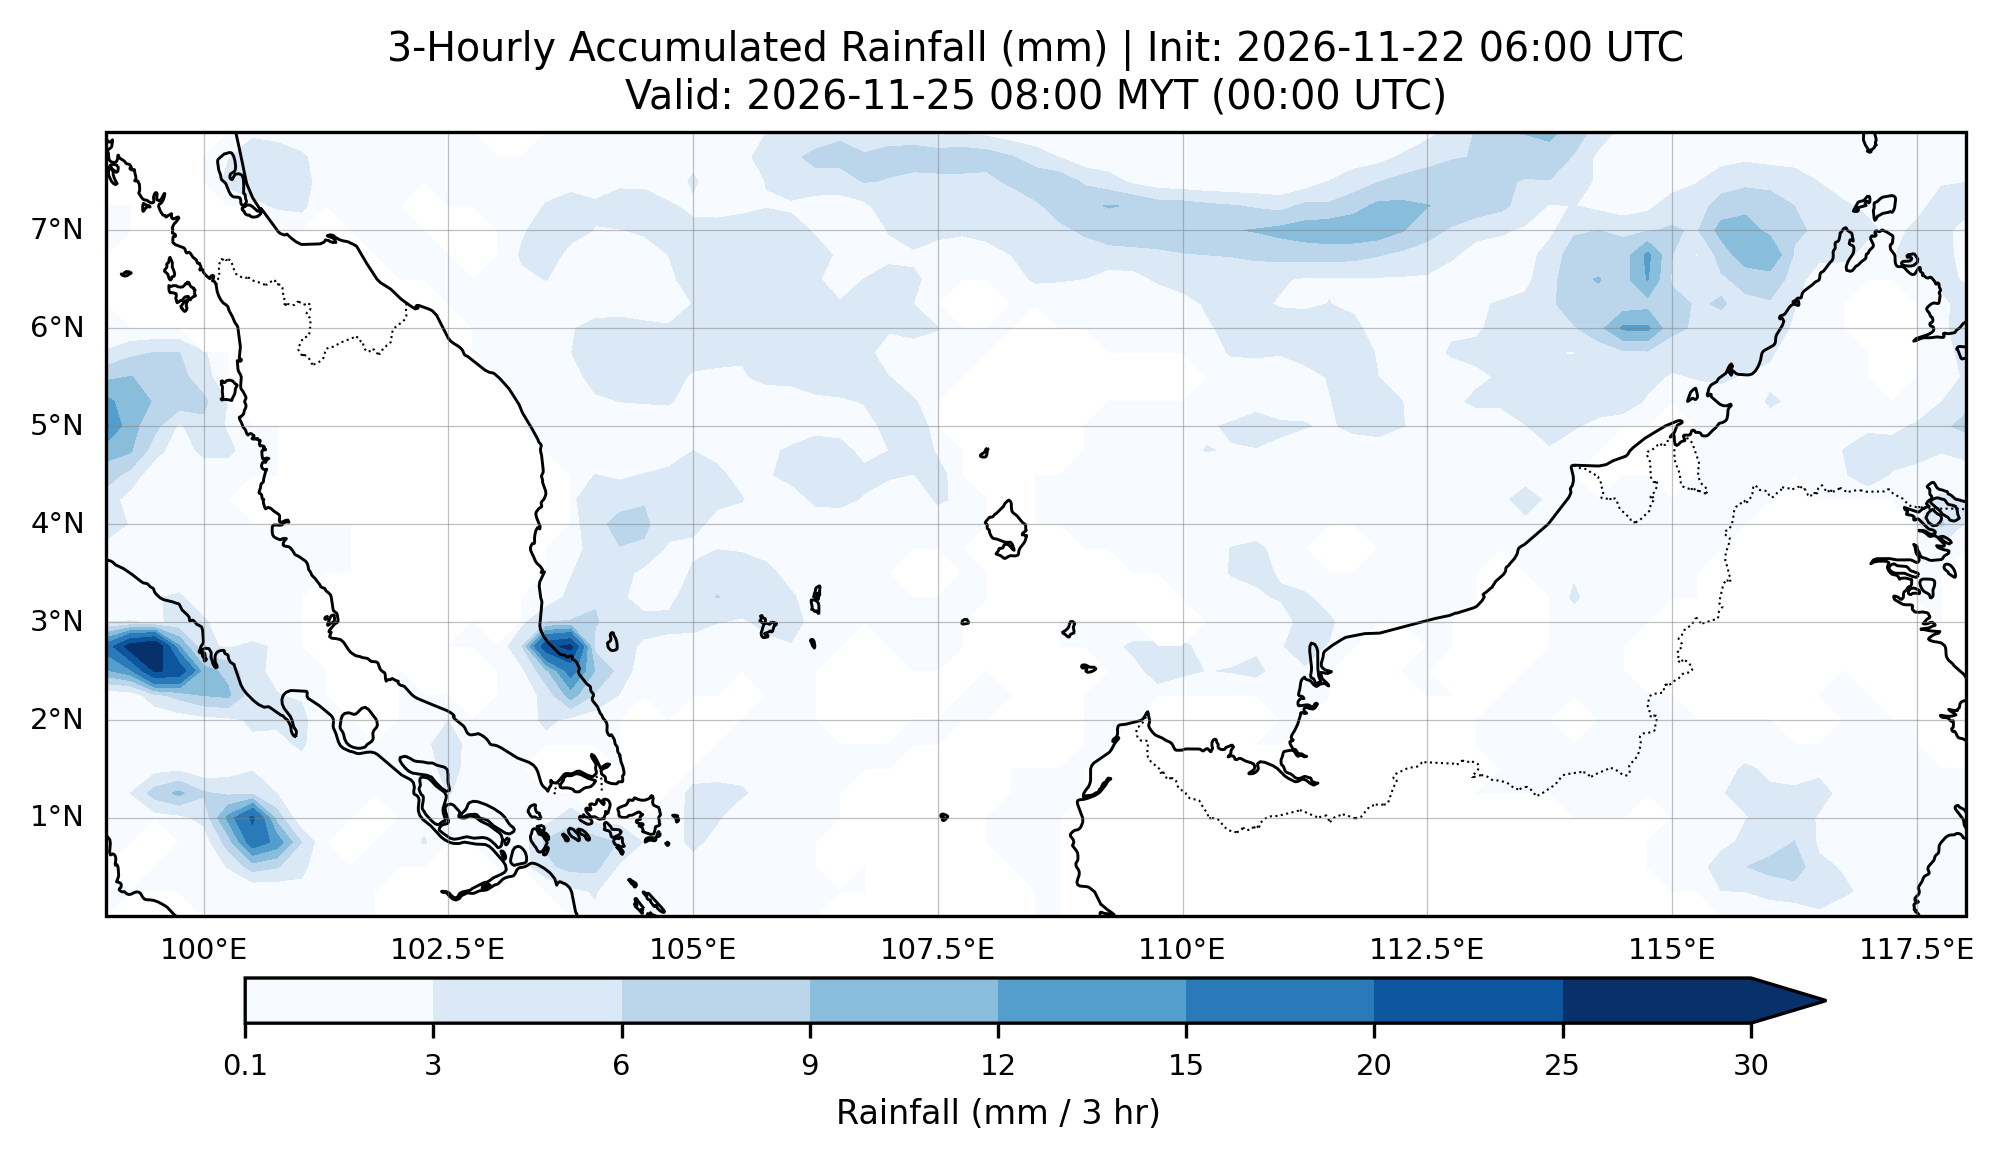 3-Hourly Accumulated Rainfall (mm) | Init: 2026-11-22 06:00 UTC
Valid: 2026-11-25 08:00 MYT (00:00 UTC)
7°N
6°N
5°N
4°N
3°N
2°N
1°N
100°E 102.5°E 105°E 107.5°E 110°E 112.5°E 115°E 117.5°E
0.1 3 6 9 12 15 20 25 30
Rainfall (mm / 3 hr)